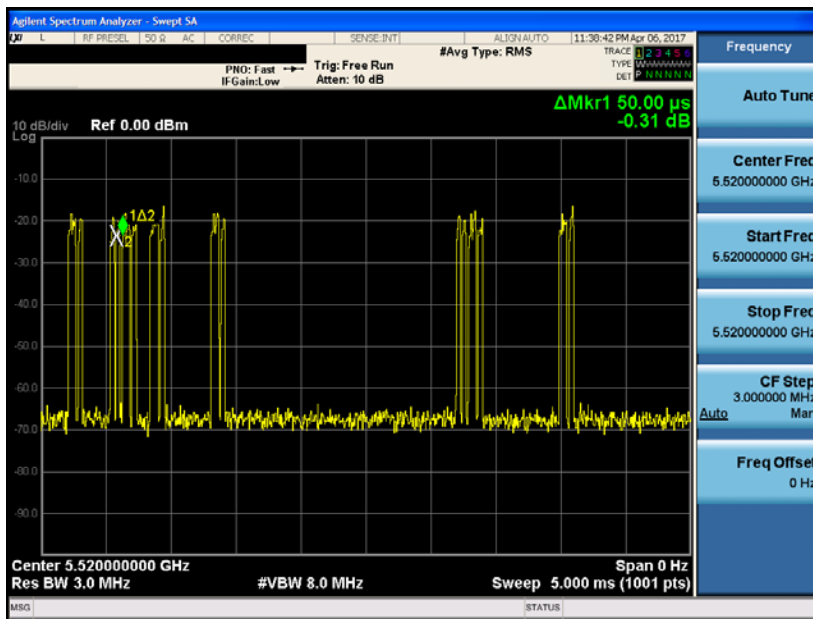 Agilent Spectrum Analyzer - Swept SA
L RF PRESEL 50 Ω AC CORREC SENSE:INT ALIGN AUTO 11:38:42 PM Apr 06, 2017
#Avg Type: RMS
TRACE 1 2 3 4 5 6
TYPE W
DET P N N N N N
PNO: Fast
IFGain:Low
Trig: Free Run
Atten: 10 dB
ΔMkr1 50.00 µs
-0.31 dB
10 dB/div Ref 0.00 dBm
Log
-10.0
-20.0
-30.0
-40.0
-50.0
-60.0
-70.0
-80.0
-90.0
1Δ2
X2
Center 5.520000000 GHz
Span 0 Hz
Res BW 3.0 MHz
#VBW 8.0 MHz
Sweep 5.000 ms (1001 pts)
MSG
STATUS
Frequency
Auto Tune
Center Freq
5.520000000 GHz
Start Freq
5.520000000 GHz
Stop Freq
5.520000000 GHz
CF Step
3.000000 MHz
Auto Man
Freq Offset
0 Hz